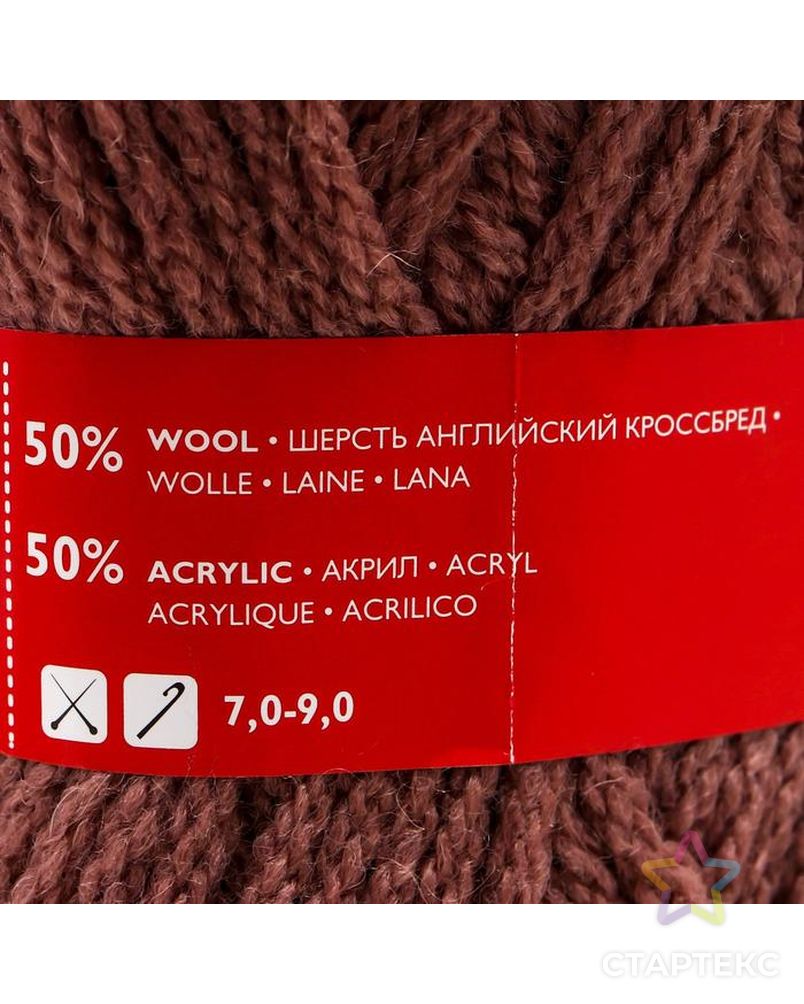 50% WOOL • ШЕРСТЬ АНГЛИЙСКИЙ КРОССБРЕД •
WOLLE • LAINE • LANA
50% ACRYLIC • АКРИЛ • ACRYL
ACRYLIQUE • ACRILICO
7,0-9,0
СТАРТЕКС